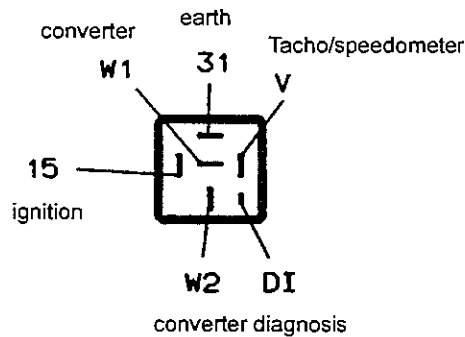 earth
converter
Tacho/speedometer
31
W1
V
15
ignition
W2 DI
converter diagnosis